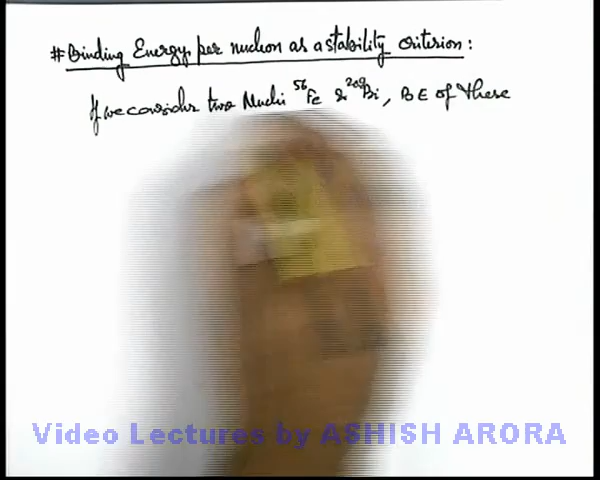 # Binding Energy per nucleon as a stability criterion :
If we consider two Nuclei ⁵⁶Fe & ²⁰⁹Bi, BE of these
Video Lectures by ASHISH ARORA